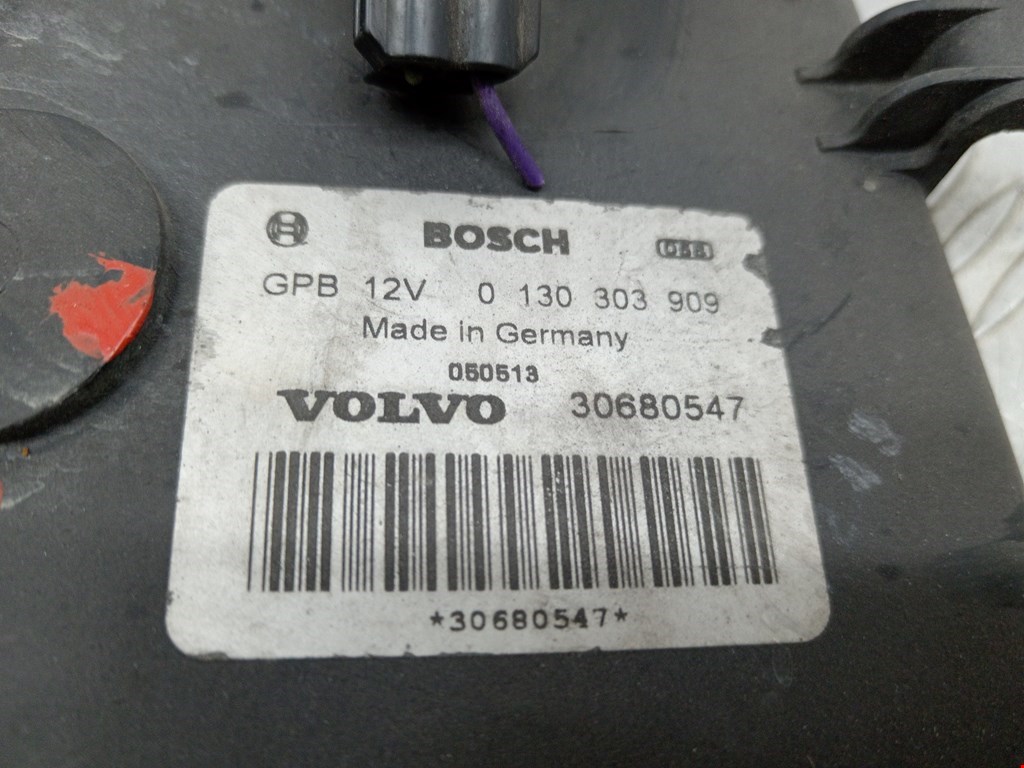 BOSCH
GPB 12V 0 130 303 909
Made in Germany
050513
VOLVO 30680547
*30680547*